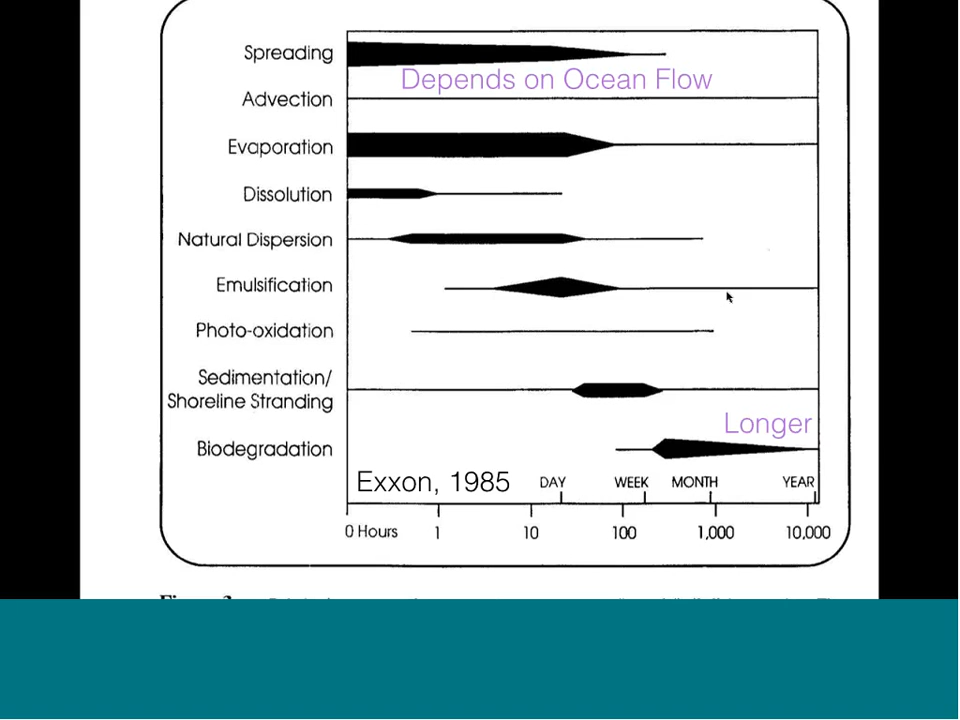 Spreading
Depends on Ocean Flow
Advection
Evaporation
Dissolution
Natural Dispersion
Emulsification
Photo-oxidation
Sedimentation/
Shoreline Stranding
Longer
Biodegradation
Exxon, 1985 DAY WEEK MONTH YEAR
0 Hours 1 10 100 1,000 10,000